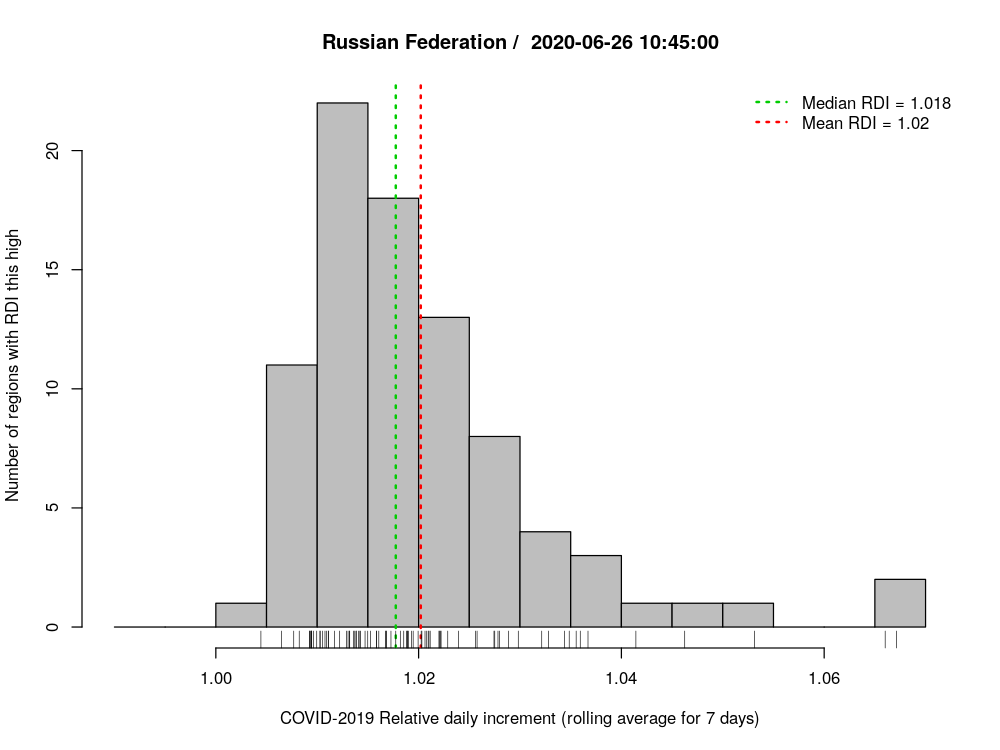 Russian Federation /  2020-06-26 10:45:00
Median RDI = 1.018
Mean RDI = 1.02
Number of regions with RDI this high
20
15
10
5
0
1.00 1.02 1.04 1.06
COVID-2019 Relative daily increment (rolling average for 7 days)